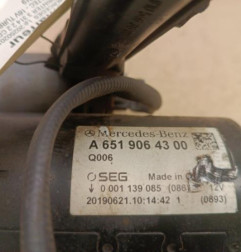 Mercedes-Benz
A 651 906 43 00
Q006
SEG Made in
0 001 139 085 (086) 12V
20190621.10:14:42 1 (0893)